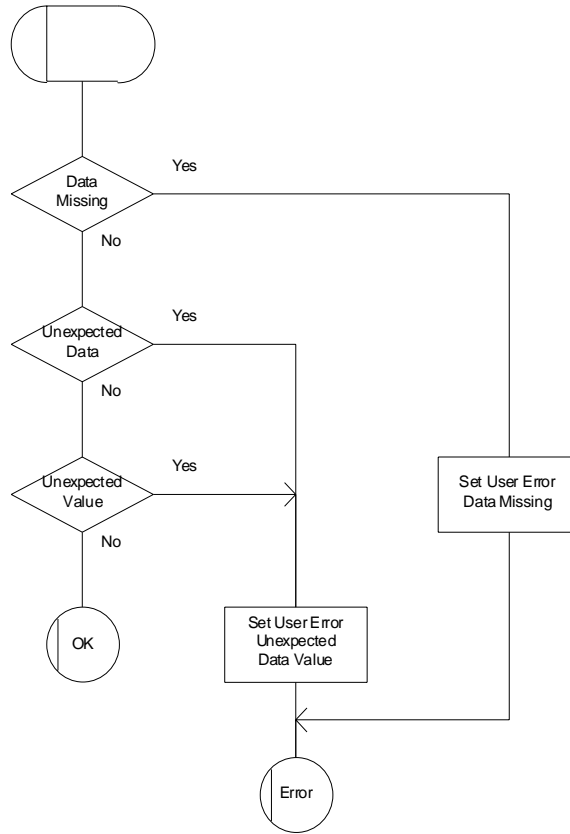 Yes
Data
Missing
No
Yes
Unexpected
Data
No
Yes
Unexpected
Value
No
Set User Error
Data Missing
OK
Set User Error
Unexpected
Data Value
Error